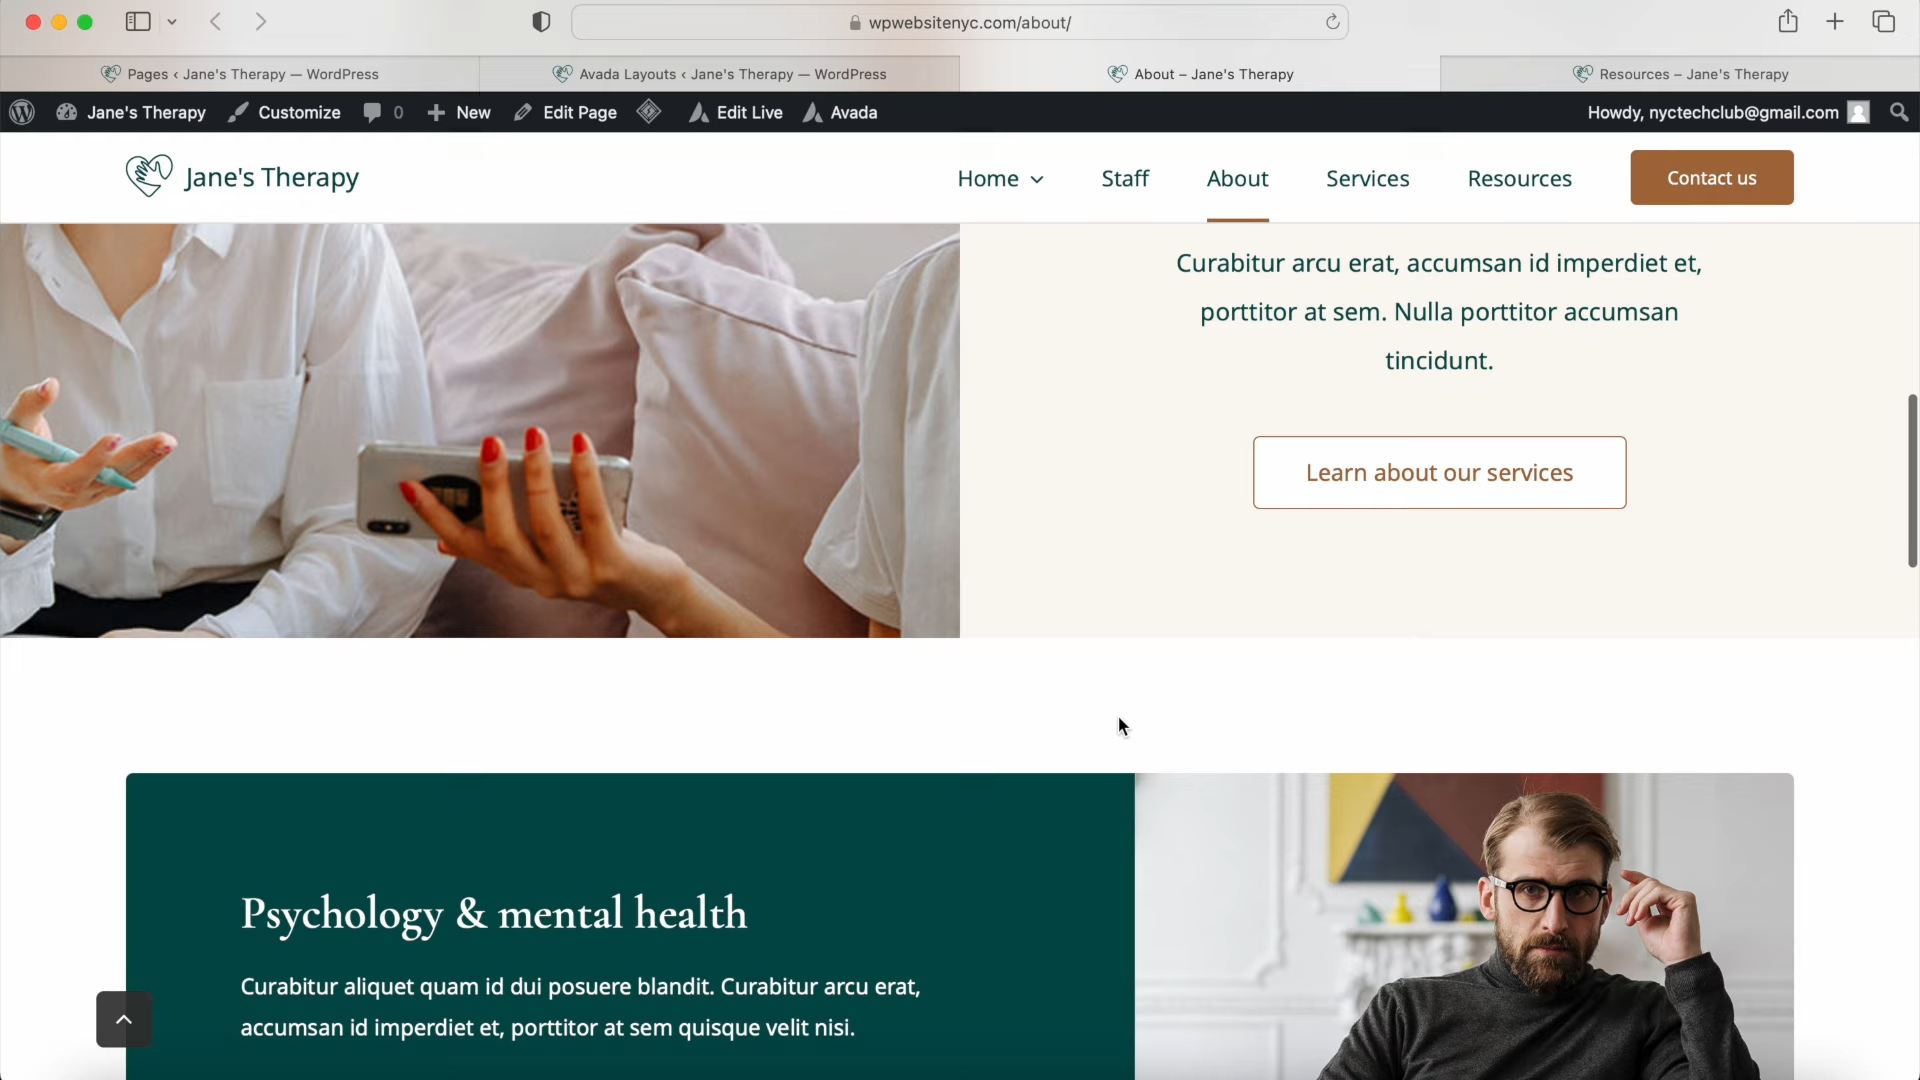 wpwebsitenyc.com/about/
Pages ‹ Jane's Therapy — WordPress
Avada Layouts ‹ Jane's Therapy — WordPress
About – Jane's Therapy
Resources – Jane's Therapy
Jane's Therapy
Customize
0
New
Edit Page
Edit Live
Avada
Howdy, nyctechclub@gmail.com
Jane's Therapy
Home
Staff
About
Services
Resources
Contact us
Curabitur arcu erat, accumsan id imperdiet et,
porttitor at sem. Nulla porttitor accumsan
tincidunt.
Learn about our services
Psychology & mental health
Curabitur aliquet quam id dui posuere blandit. Curabitur arcu erat,
accumsan id imperdiet et, porttitor at sem quisque velit nisi.